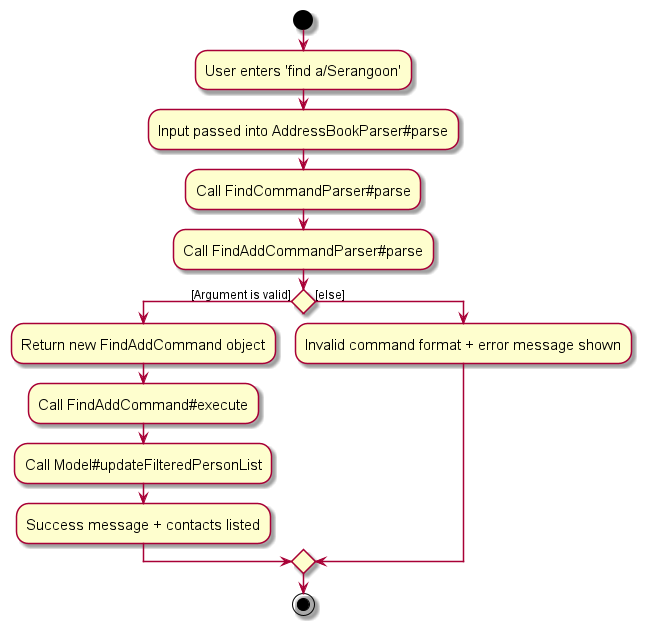 User enters 'find a/Serangoon'
Input passed into AddressBookParser#parse
Call FindCommandParser#parse
Call FindAddCommandParser#parse
[Argument is valid] [else]
Return new FindAddCommand object
Invalid command format + error message shown
Call FindAddCommand#execute
Call Model#updateFilteredPersonList
Success message + contacts listed